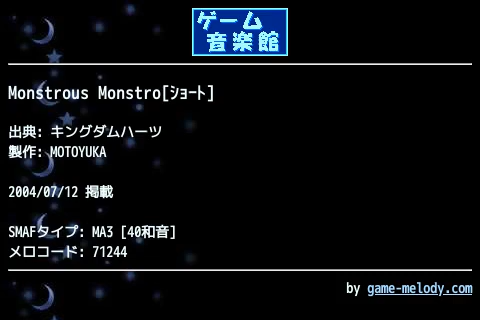 ゲーム
音楽館
Monstrous Monstro[ｼｮｰﾄ]
出典: キングダムハーツ
製作: MOTOYUKA
2004/07/12 掲載
SMAFタイプ: MA3 [40和音]
メロコード: 71244
by game-melody.com